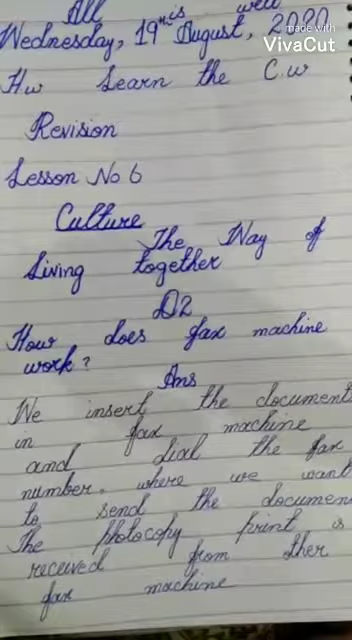 All is well
Wednesday, 19th August, 2020
made with
VivaCut
H.w Learn the C.w
Revision
Lesson No 6
Culture
The Way of
Living together
Q2
How does fax machine
work?
Ans
We insert the document
in fax machine
and dial the fax
number, where we want
to send the documen
The photocopy print is
received from other
fax machine